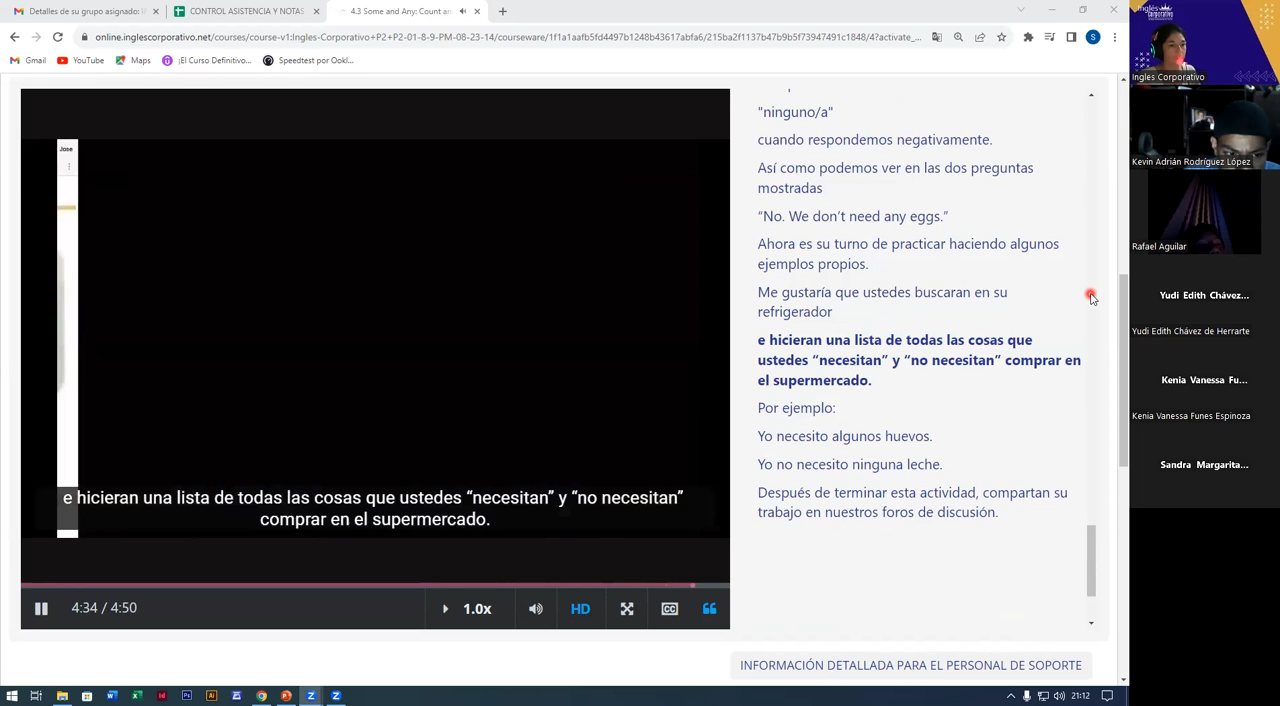 Detalles de su grupo asignado: I
CONTROL ASISTENCIA Y NOTAS
4.3 Some and Any: Count an
online.inglescorporativo.net/courses/course-v1:Ingles-Corporativo+P2+P2-01-8-9-PM-08-23-14/courseware/1f1a1aafb5fd4497b1248b43617abfa6/215ba2f1137b47b9b5f73947491c1848/4?activate_...
S
Gmail
YouTube
Maps
¡El Curso Definitivo...
Speedtest por Ookl...
Jose
"ninguno/a"
cuando respondemos negativamente.
Así como podemos ver en las dos preguntas
mostradas
“No. We don’t need any eggs.”
Ahora es su turno de practicar haciendo algunos
ejemplos propios.
Me gustaría que ustedes buscaran en su
refrigerador
e hicieran una lista de todas las cosas que
ustedes “necesitan” y “no necesitan” comprar en
el supermercado.
Por ejemplo:
Yo necesito algunos huevos.
Yo no necesito ninguna leche.
Después de terminar esta actividad, compartan su
trabajo en nuestros foros de discusión.
e hicieran una lista de todas las cosas que ustedes “necesitan” y “no necesitan”
comprar en el supermercado.
4:34 / 4:50
1.0x
HD
CC
INFORMACIÓN DETALLADA PARA EL PERSONAL DE SOPORTE
Inglés
Corporativo
Ingles Corporativo
Kevin Adrián Rodríguez López
Rafael Aguilar
Yudi Edith Chávez...
Yudi Edith Chávez de Herrarte
Kenia Vanessa Fu...
Kenia Vanessa Funes Espinoza
Sandra Margarita...
21:12